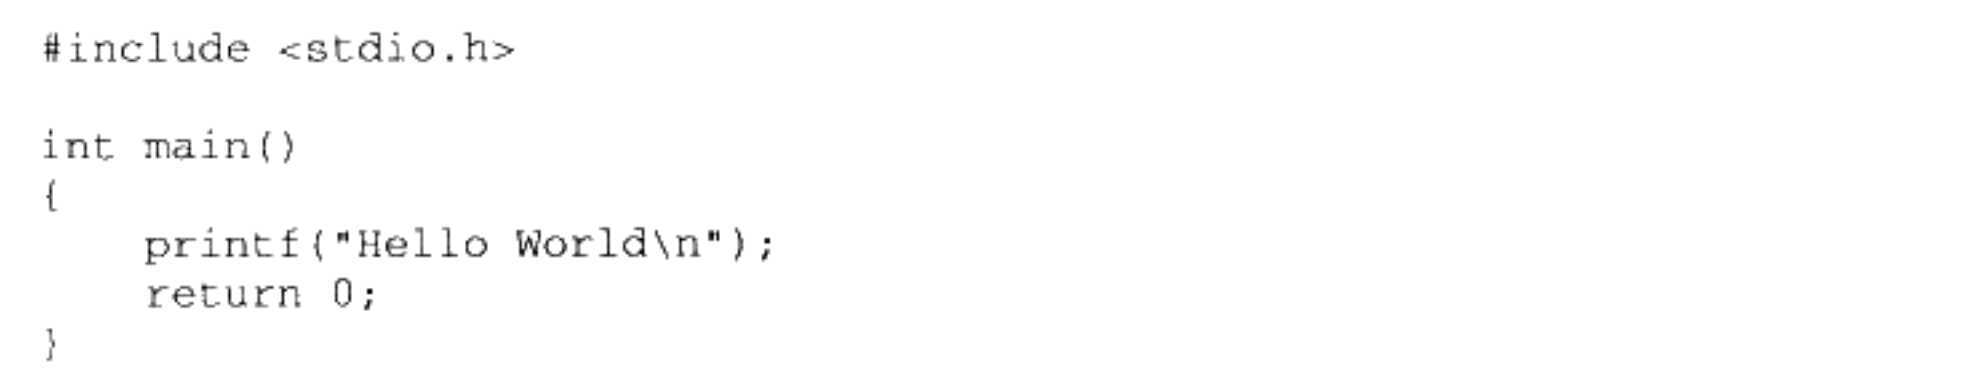 #include <stdio.h>

int main()
{
    printf("Hello World\n");
    return 0;
}